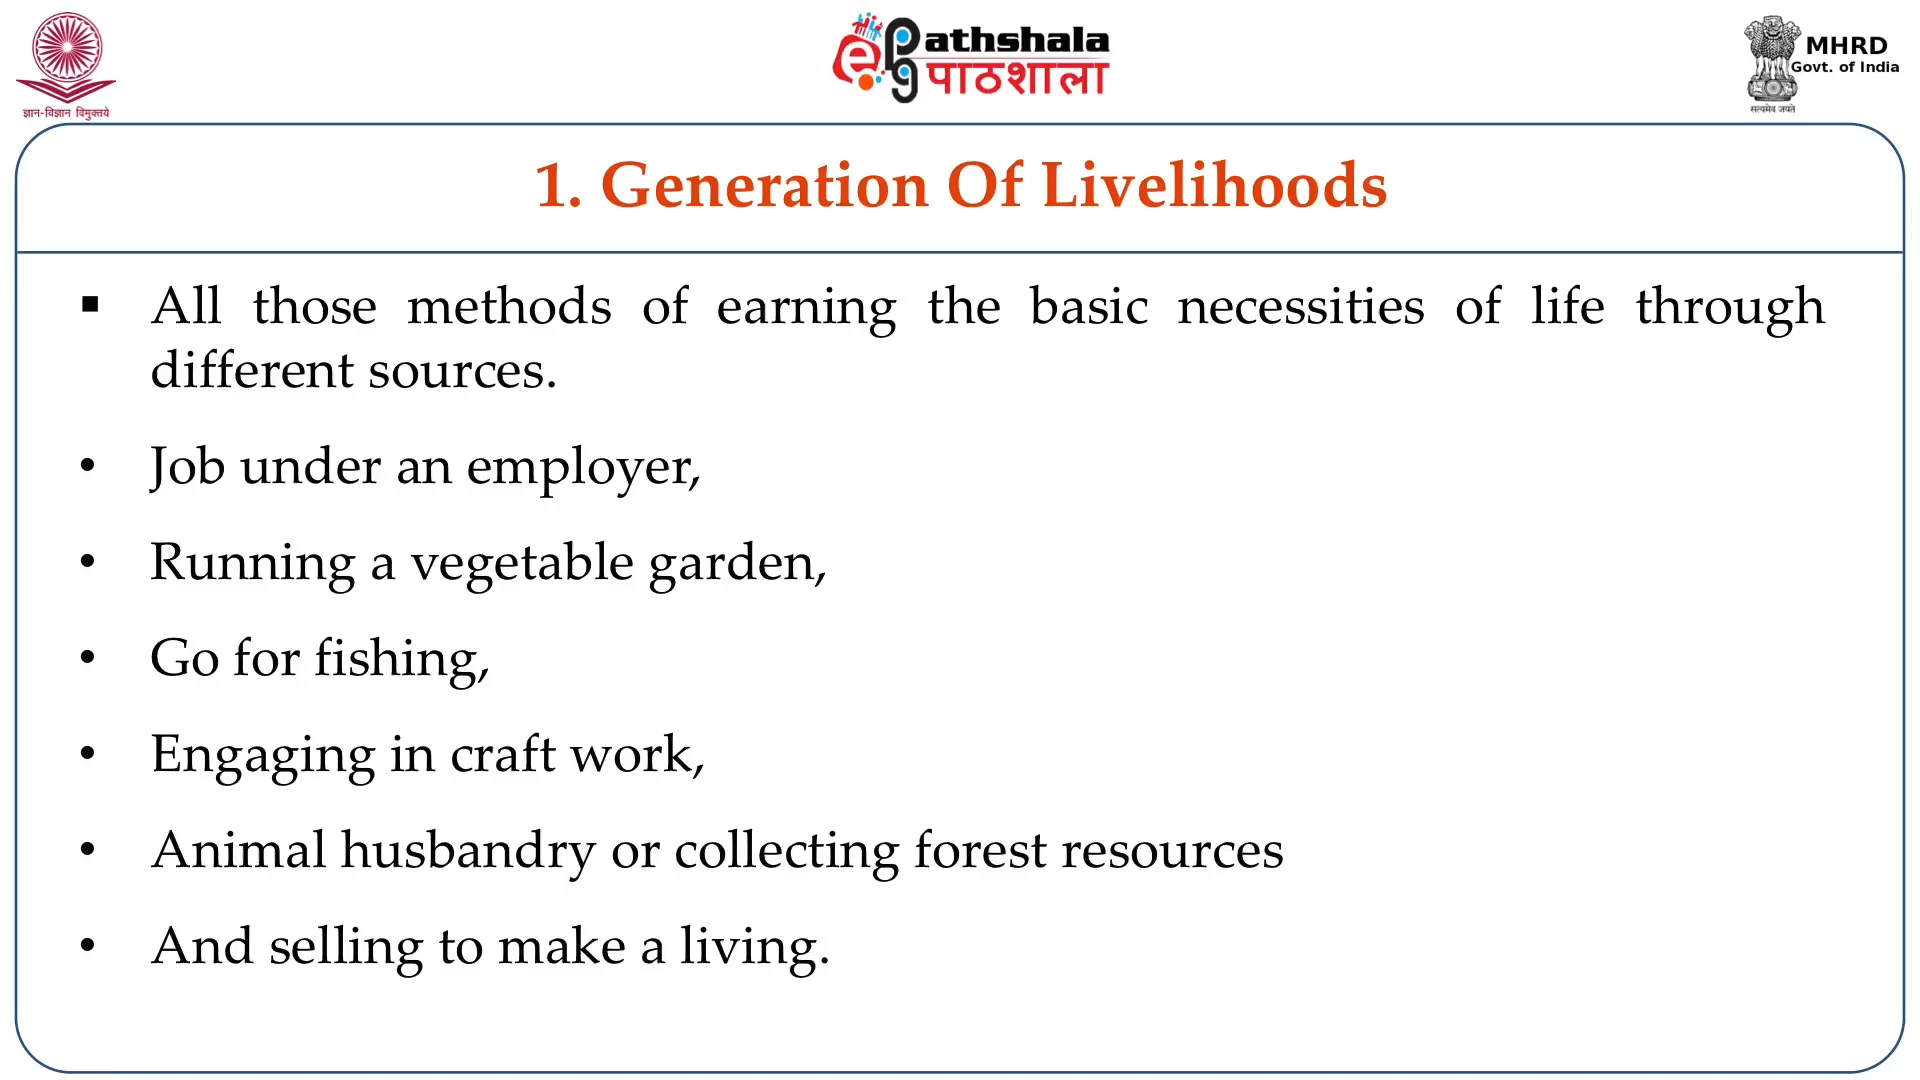 ज्ञान-विज्ञान विमुक्तये
ePathshala
पाठशाला
MHRD
Govt. of India
सत्यमेव जयते
1. Generation Of Livelihoods
▪ All those methods of earning the basic necessities of life through
different sources.
• Job under an employer,
• Running a vegetable garden,
• Go for fishing,
• Engaging in craft work,
• Animal husbandry or collecting forest resources
• And selling to make a living.